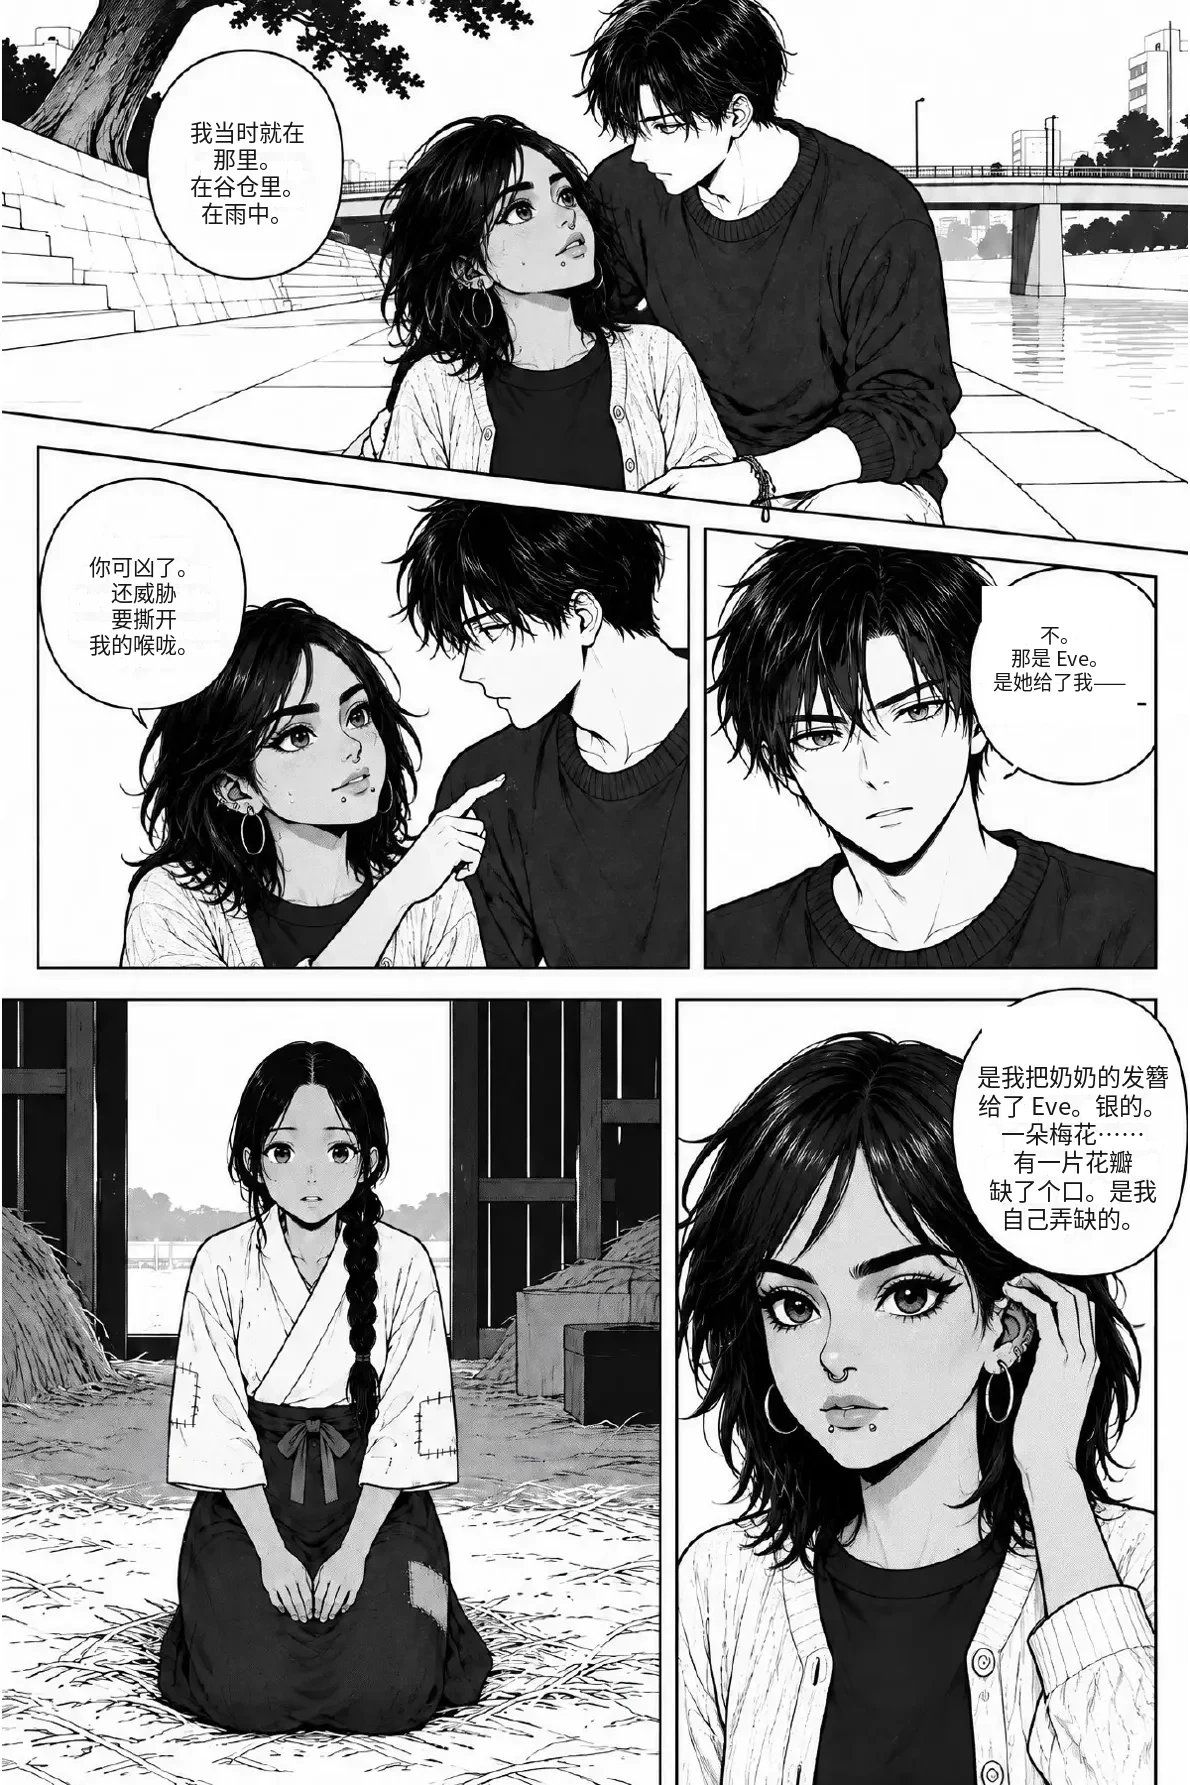 我当时就在
那里。
在谷仓里。
在雨中。
你可凶了。
还威胁
要撕开
我的喉咙。
不。
那是 Eve。
是她给了我——
是我把奶奶的发簪
给了 Eve。银的。
一朵梅花……
有一片花瓣
缺了个口。是我
自己弄缺的。